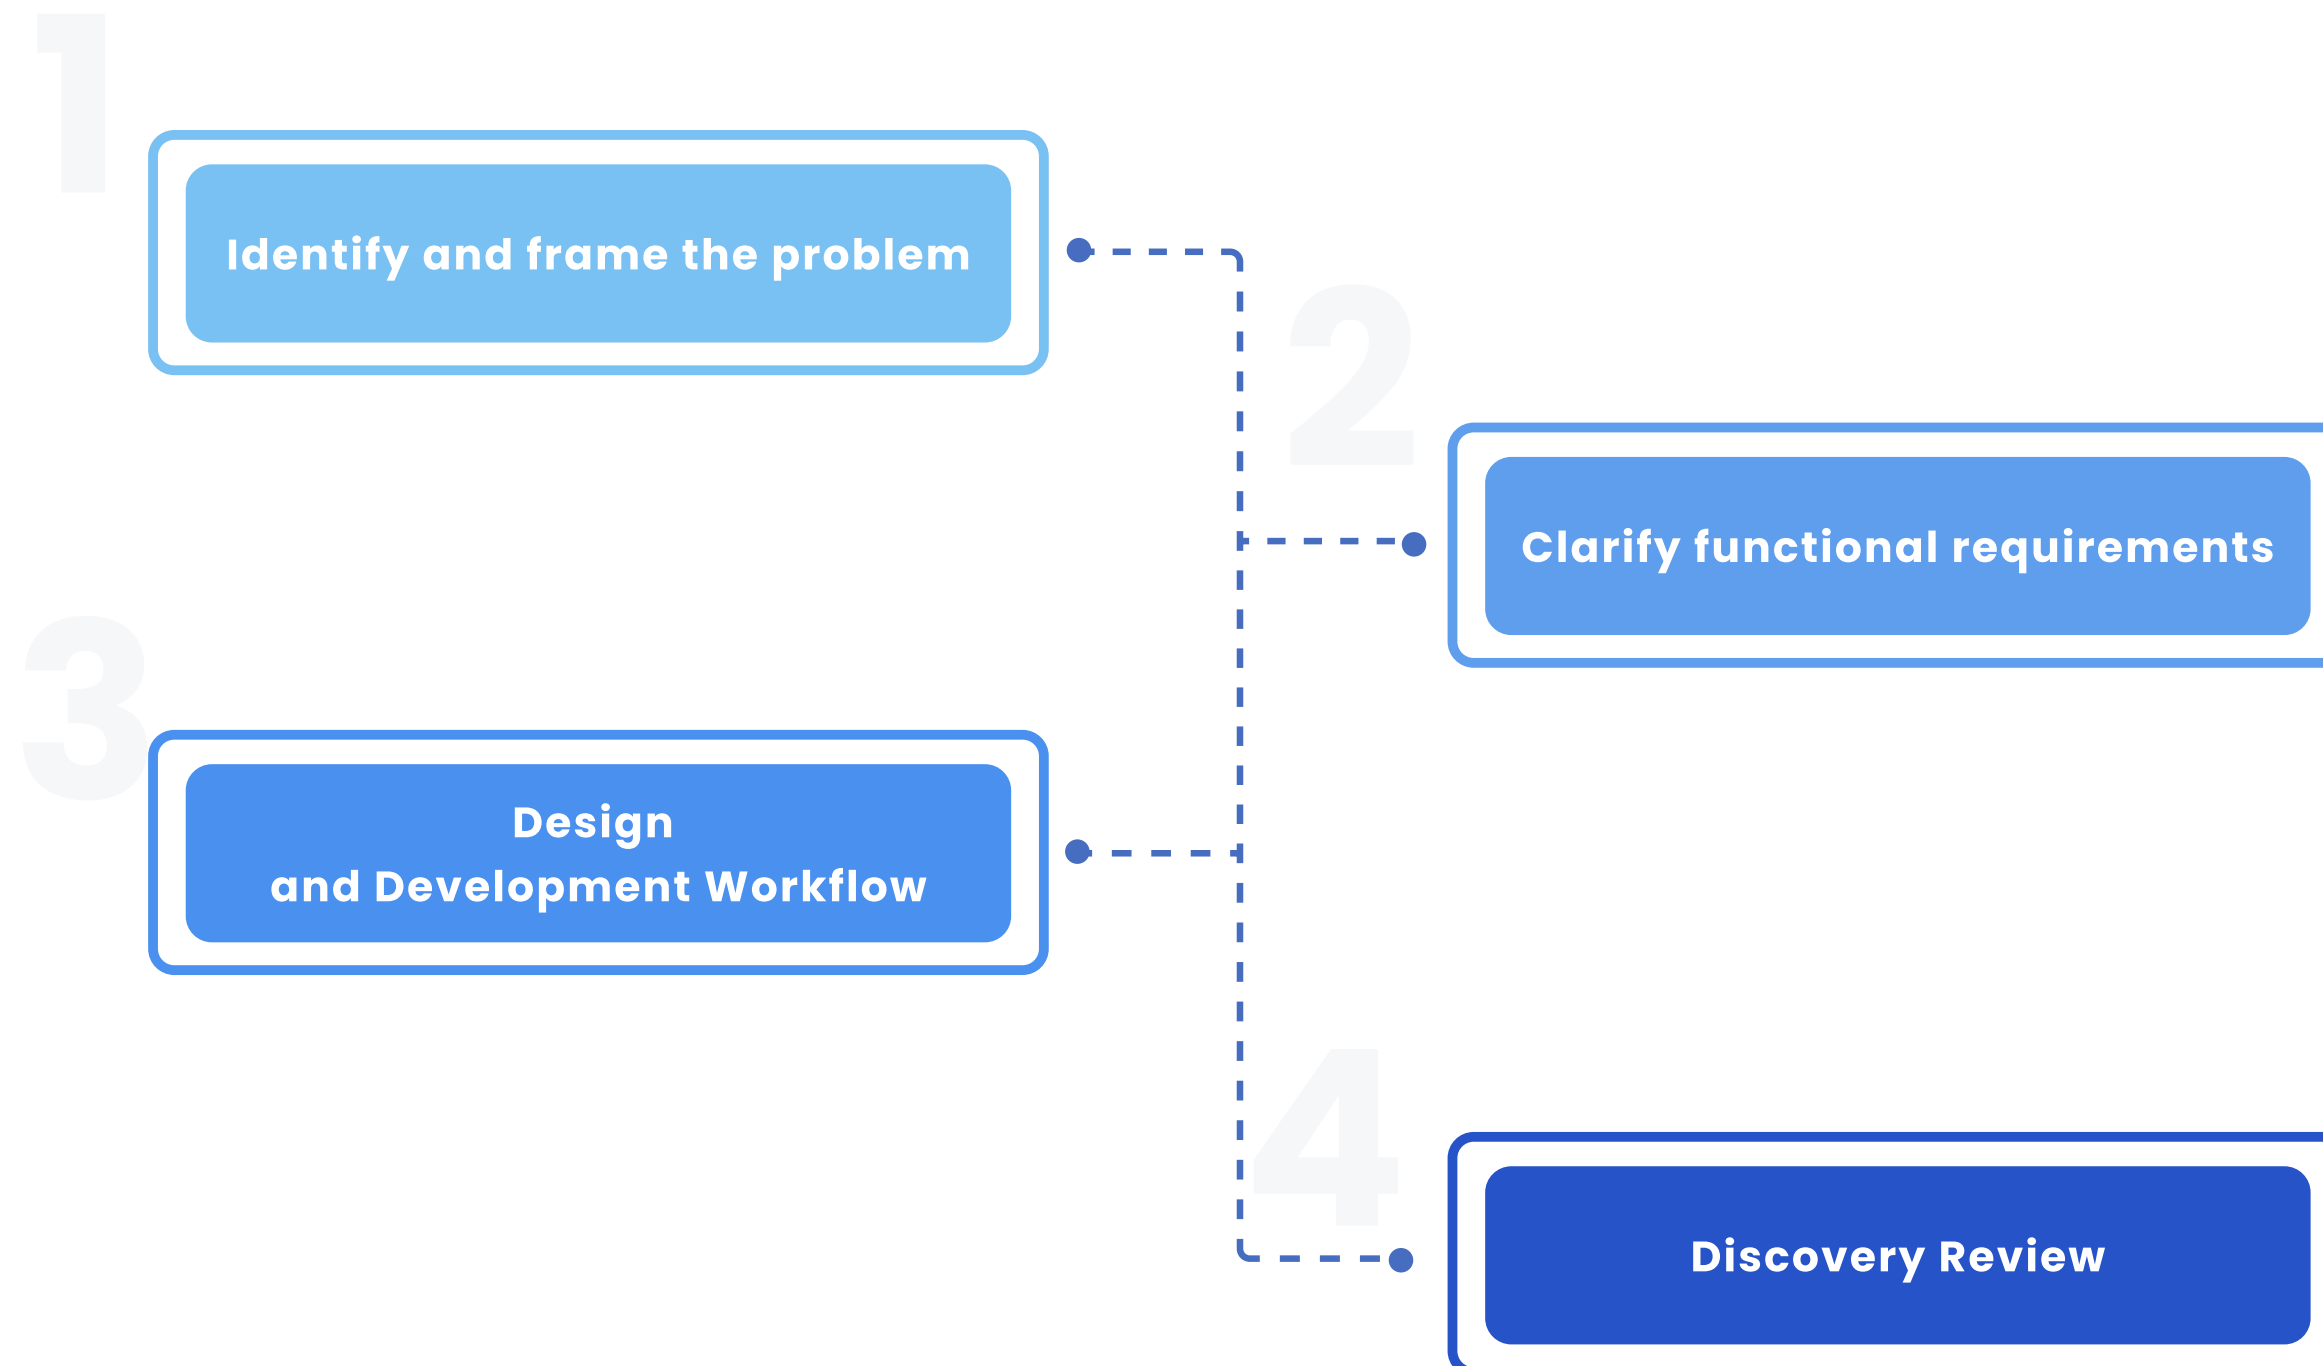 1
Identify and frame the problem
2
Clarify functional requirements
3
Design
and Development Workflow
4
Discovery Review